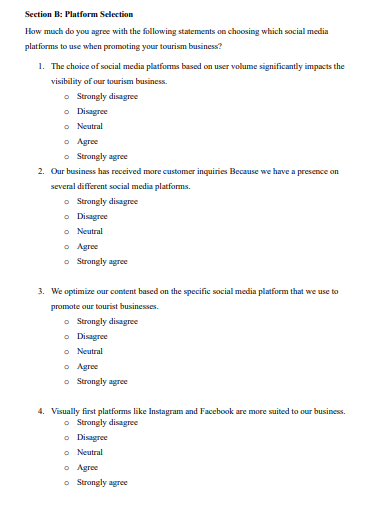 Section B: Platform Selection
How much do you agree with the following statements on choosing which social media
platforms to use when promoting your tourism business?
1. The choice of social media platforms based on user volume significantly impacts the
visibility of our tourism business.
o Strongly disagree
o Disagree
o Neutral
o Agree
o Strongly agree
2. Our business has received more customer inquiries Because we have a presence on
several different social media platforms.
o Strongly disagree
o Disagree
o Neutral
o Agree
o Strongly agree
3. We optimize our content based on the specific social media platform that we use to
promote our tourist businesses.
o Strongly disagree
o Disagree
o Neutral
o Agree
o Strongly agree
4. Visually first platforms like Instagram and Facebook are more suited to our business.
o Strongly disagree
o Disagree
o Neutral
o Agree
o Strongly agree